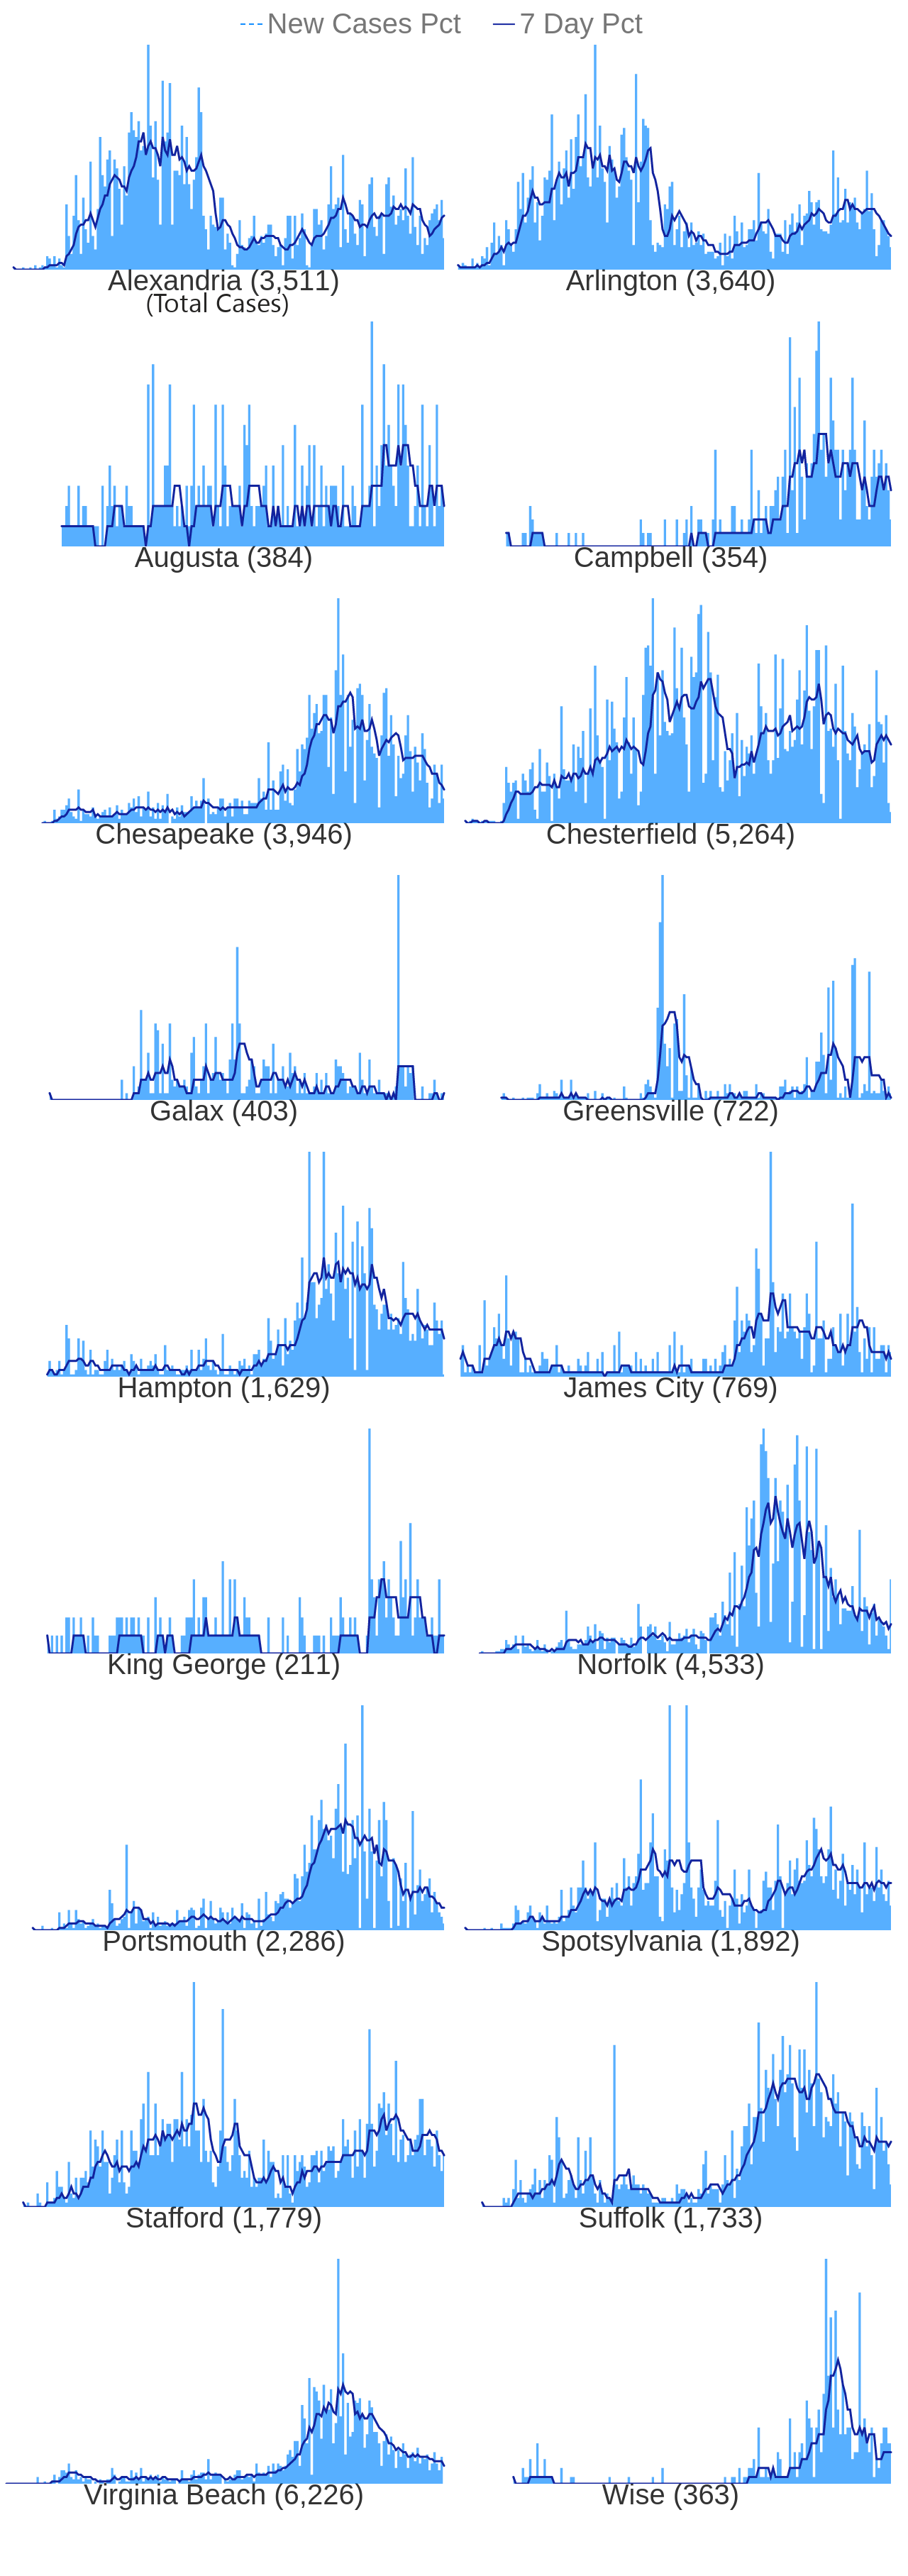 New Cases Pct 7 Day Pct
Alexandria (3,511) Arlington (3,640)
(Total Cases)
Augusta (384) Campbell (354)
Chesapeake (3,946) Chesterfield (5,264)
Galax (403) Greensville (722)
Hampton (1,629) James City (769)
King George (211) Norfolk (4,533)
Portsmouth (2,286) Spotsylvania (1,892)
Stafford (1,779) Suffolk (1,733)
Virginia Beach (6,226) Wise (363)